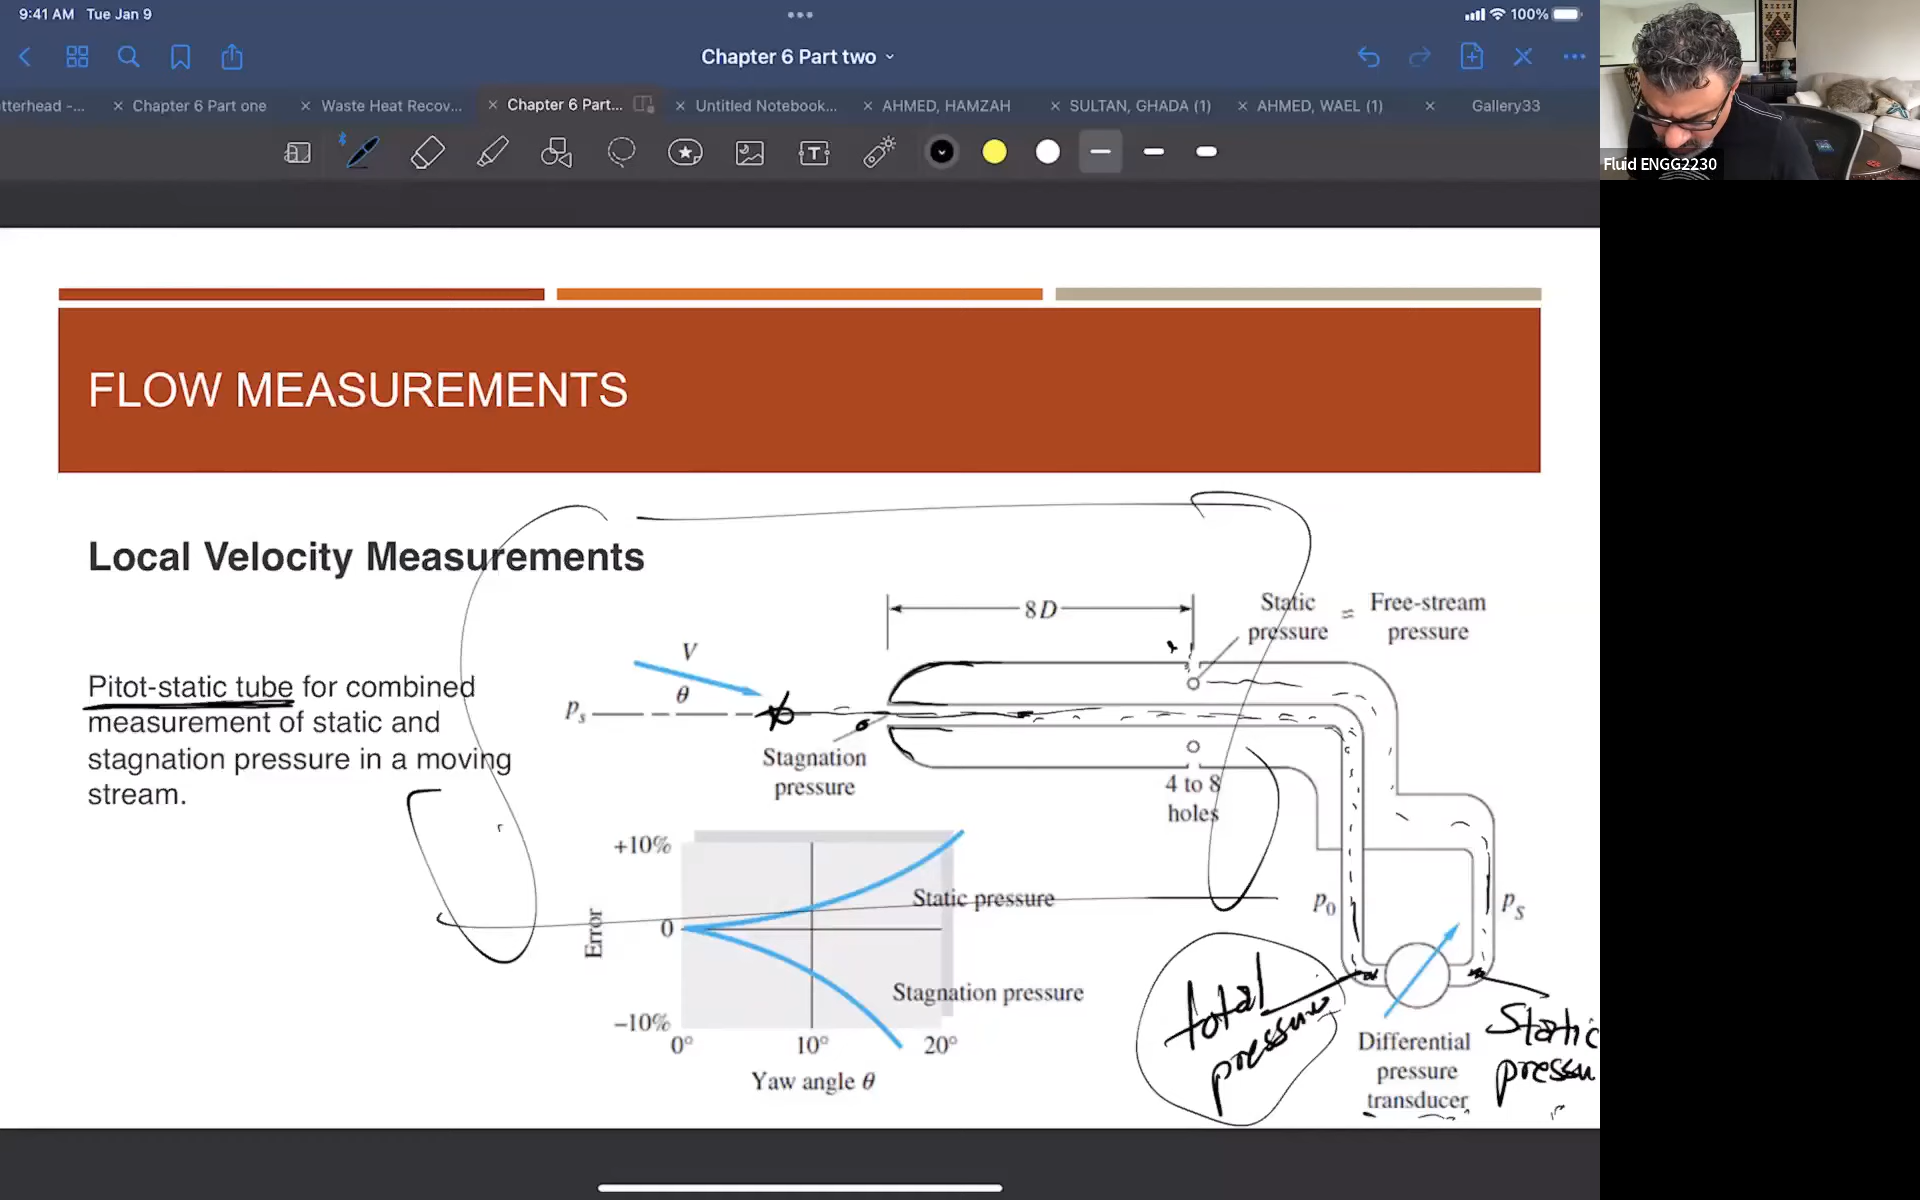 9:41 AM Tue Jan 9
100%
Chapter 6 Part two
tterhead -...
Chapter 6 Part one
Waste Heat Recov...
Chapter 6 Part...
Untitled Notebook...
AHMED, HAMZAH
SULTAN, GHADA (1)
AHMED, WAEL (1)
Gallery33
Fluid ENGG2230
FLOW MEASUREMENTS
Local Velocity Measurements
Pitot-static tube for combined
measurement of static and
stagnation pressure in a moving
stream.
8D
Static
pressure
≈
Free-stream
pressure
V
θ
ps
Stagnation
pressure
4 to 8
holes
+10%
0
−10%
Error
Static pressure
Stagnation pressure
0°
10°
20°
Yaw angle θ
p0
ps
total
pressure
Differential
pressure
transducer
Static
pressu